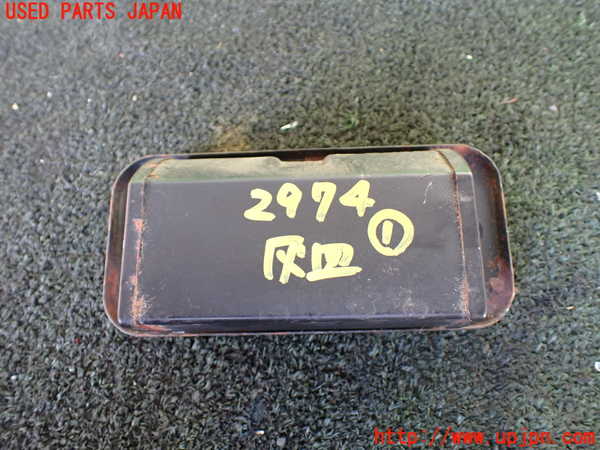 USED PARTS JAPAN
2974
①
灰皿
http://www.upjpn.com